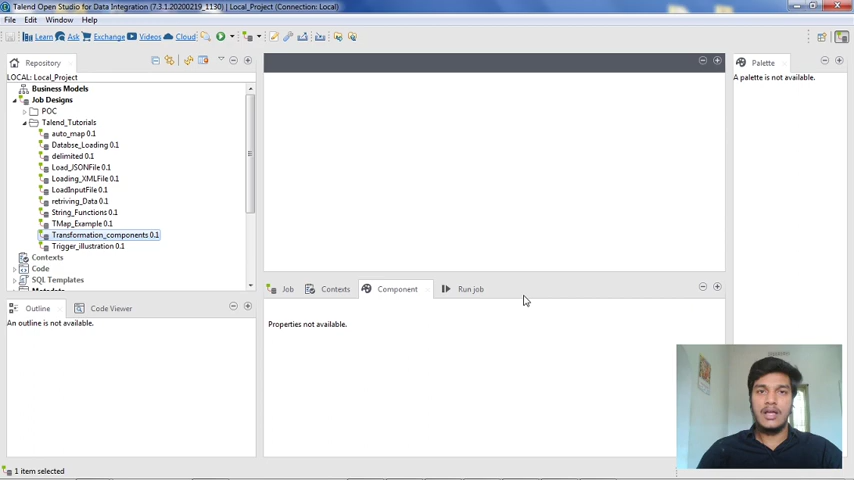 Talend Open Studio for Data Integration (7.3.1.20200219_1130) | Local_Project (Connection: Local)
File Edit Window Help
Learn Ask Exchange Videos Cloud
Repository
LOCAL: Local_Project
Business Models
Job Designs
POC
Talend_Tutorials
auto_map 0.1
Databse_Loading 0.1
delimited 0.1
Load_JSONFile 0.1
Loading_XMLFile 0.1
LoadInputFile 0.1
retriving_Data 0.1
String_Functions 0.1
TMap_Example 0.1
Transformation_components 0.1
Trigger_illustration 0.1
Contexts
Code
SQL Templates
Metadata
Outline Code Viewer
An outline is not available.
Job Contexts Component Run job
Properties not available.
Palette
A palette is not available.
1 item selected